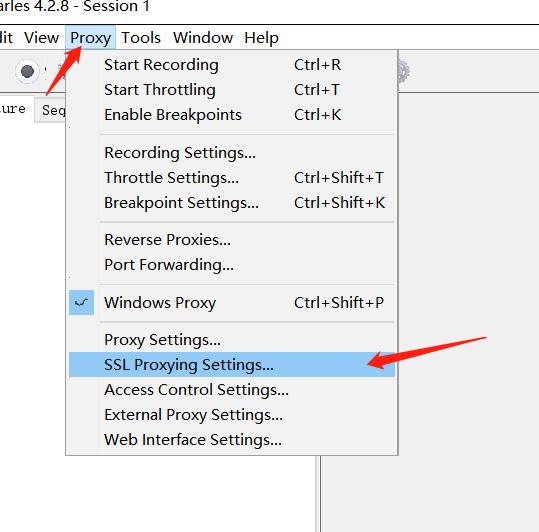 arles 4.2.8 - Session 1
dit View Proxy Tools Window Help
ure Seq
Start Recording Ctrl+R
Start Throttling Ctrl+T
Enable Breakpoints Ctrl+K
Recording Settings...
Throttle Settings... Ctrl+Shift+T
Breakpoint Settings... Ctrl+Shift+K
Reverse Proxies...
Port Forwarding...
Windows Proxy Ctrl+Shift+P
Proxy Settings...
SSL Proxying Settings...
Access Control Settings...
External Proxy Settings...
Web Interface Settings...